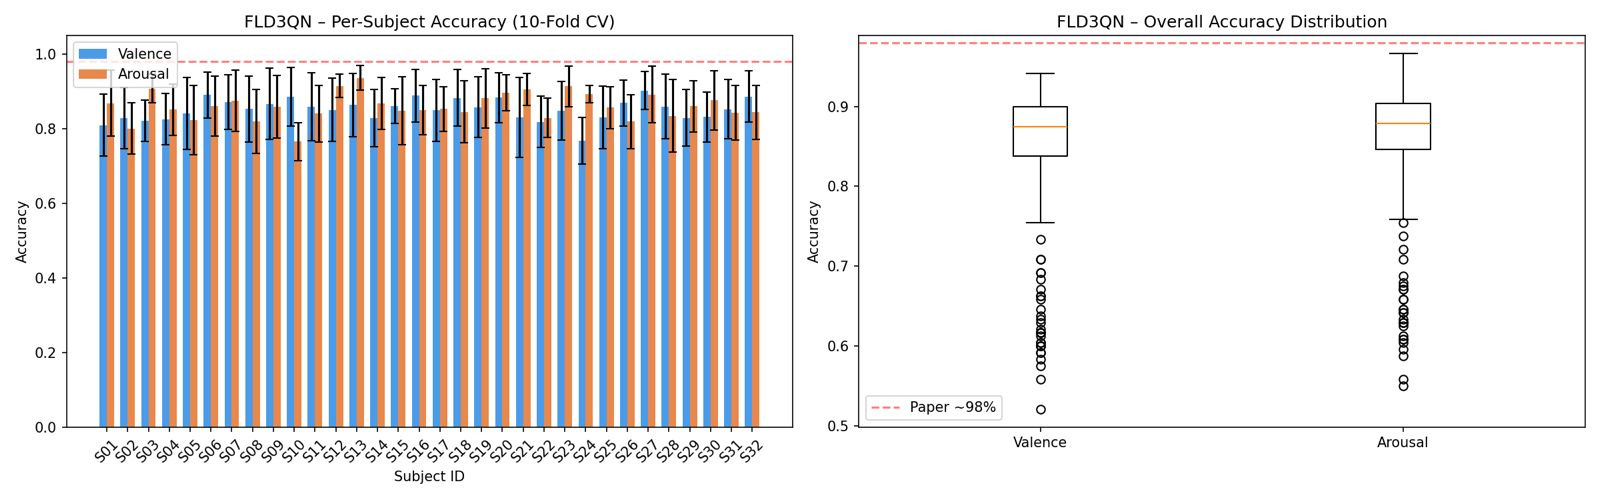 FLD3QN – Per-Subject Accuracy (10-Fold CV)
Valence
Arousal
Accuracy
1.0
0.8
0.6
0.4
0.2
0.0
S01 S02 S03 S04 S05 S06 S07 S08 S09 S10 S11 S12 S13 S14 S15 S16 S17 S18 S19 S20 S21 S22 S23 S24 S25 S26 S27 S28 S29 S30 S31 S32
Subject ID
FLD3QN – Overall Accuracy Distribution
Accuracy
0.9
0.8
0.7
0.6
0.5
Paper ~98%
Valence Arousal